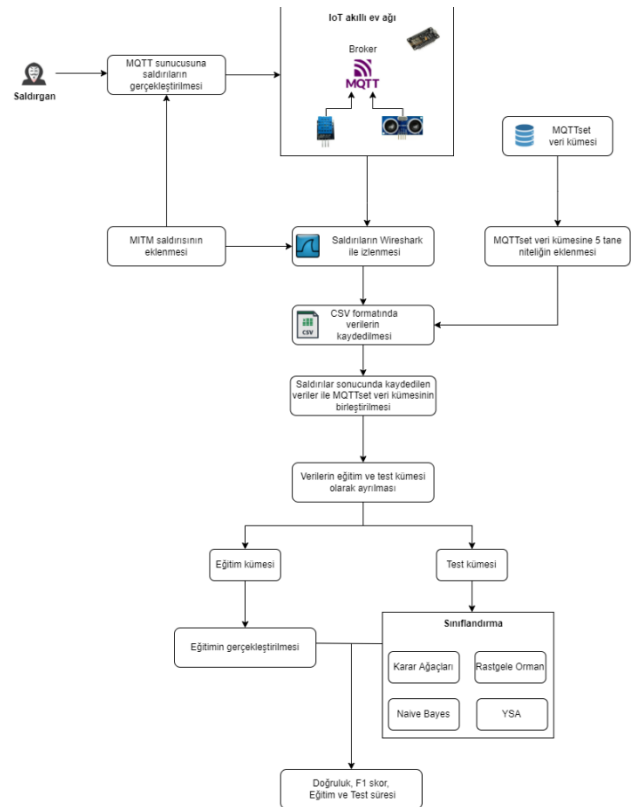 IoT akıllı ev ağı
Broker
MQTT
Saldırgan
MQTT sunucusuna
saldırıların
gerçekleştirilmesi
MQTTset
veri kümesi
MITM saldırısının
eklenmesi
Saldırıların Wireshark
ile izlenmesi
MQTTset veri kümesine 5 tane
niteliğin eklenmesi
CSV
CSV formatında
verilerin
kaydedilmesi
Saldırılar sonucunda kaydedilen
veriler ile MQTTset veri kümesinin
birleştirilmesi
Verilerin eğitim ve test kümesi
olarak ayrılması
Eğitim kümesi
Test kümesi
Eğitimin gerçekleştirilmesi
Sınıflandırma
Karar Ağaçları
Rastgele Orman
Naive Bayes
YSA
Doğruluk, F1 skor,
Eğitim ve Test süresi